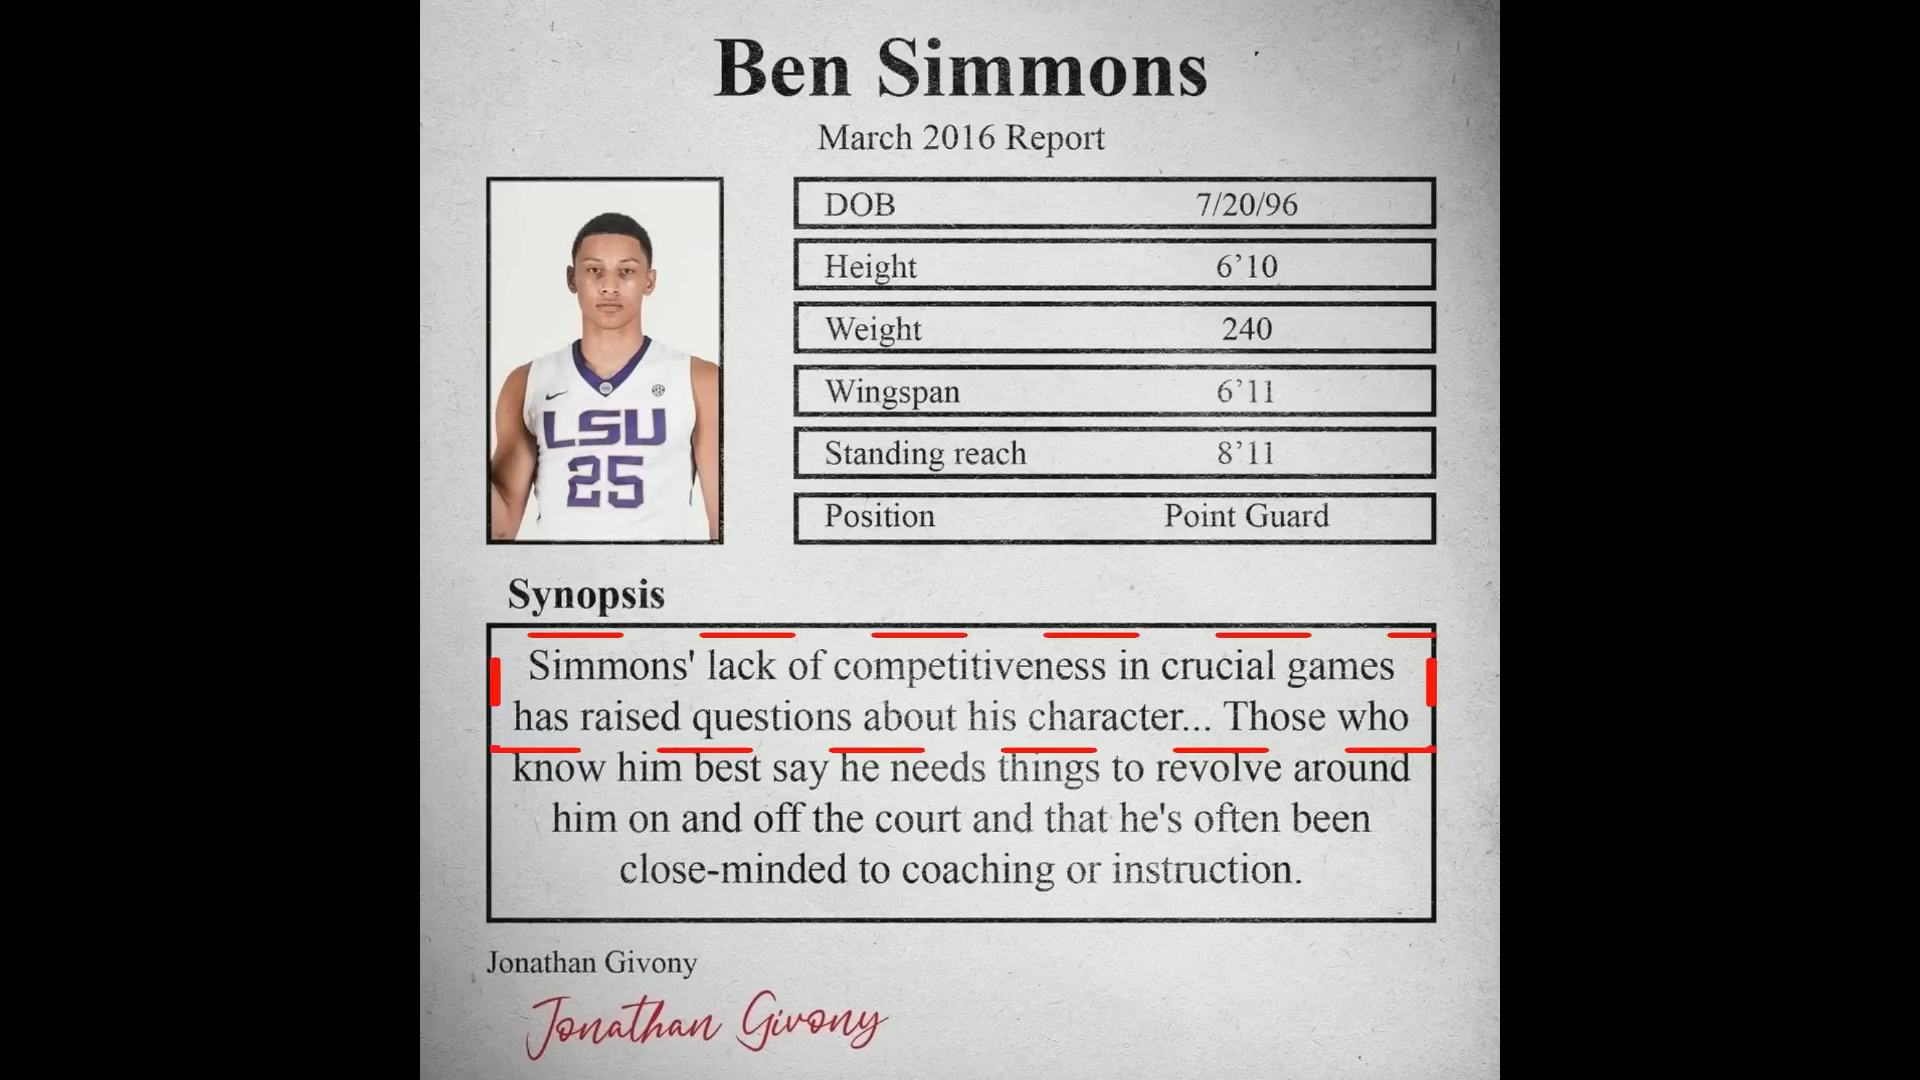 Ben Simmons
March 2016 Report
DOB 7/20/96
Height 6’10
Weight 240
Wingspan 6’11
Standing reach 8’11
Position Point Guard
LSU
25
Synopsis
Simmons' lack of competitiveness in crucial games
has raised questions about his character... Those who
know him best say he needs things to revolve around
him on and off the court and that he's often been
close-minded to coaching or instruction.
Jonathan Givony
Jonathan Givony